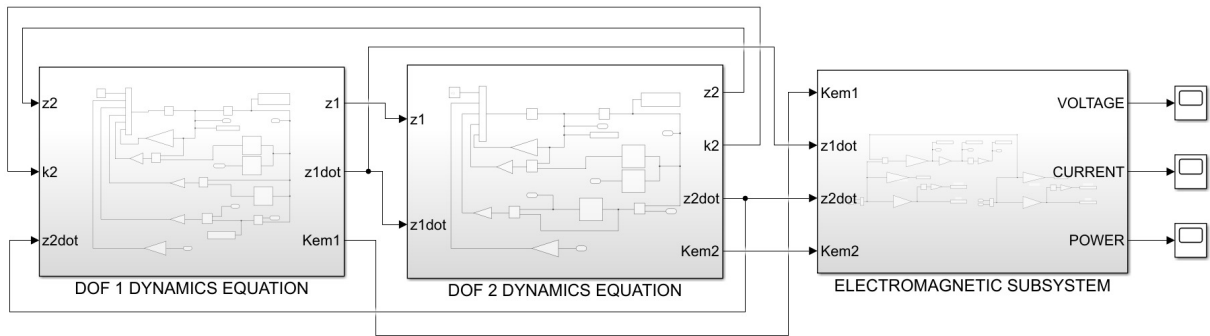 z2
k2
z2dot
z1
z1dot
Kem1
DOF 1 DYNAMICS EQUATION
z1
z1dot
z2
k2
z2dot
Kem2
DOF 2 DYNAMICS EQUATION
Kem1
z1dot
z2dot
Kem2
VOLTAGE
CURRENT
POWER
ELECTROMAGNETIC SUBSYSTEM